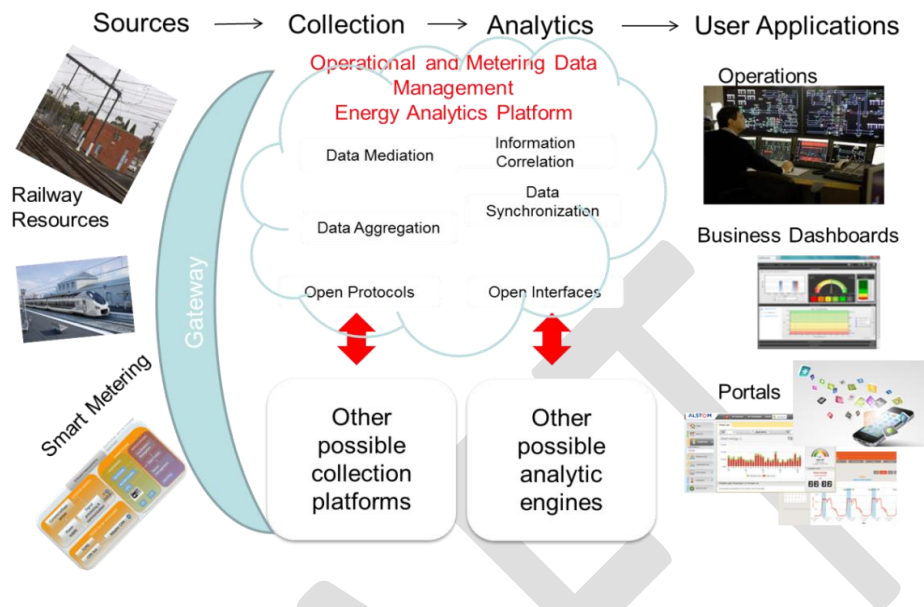 Sources
Collection
Analytics
User Applications
Operational and Metering Data
Management
Energy Analytics Platform
Data Mediation
Information
Correlation
Data
Synchronization
Data Aggregation
Open Protocols
Open Interfaces
Gateway
Railway
Resources
Smart Metering
Other
possible
collection
platforms
Other
possible
analytic
engines
Operations
Business Dashboards
Portals
ALSTOM